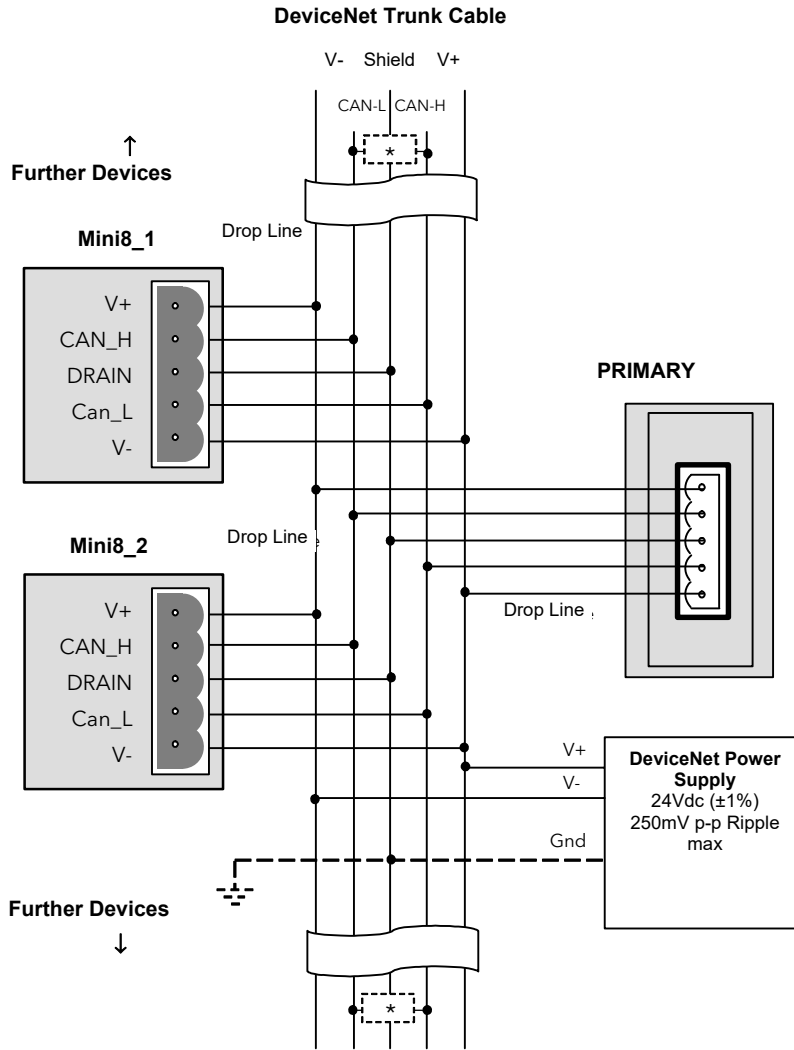 DeviceNet Trunk Cable
V- Shield V+
CAN-L CAN-H
*
↑
Further Devices
Drop Line
Mini8_1
V+
CAN_H
DRAIN
Can_L
V-
PRIMARY
Drop Line
Mini8_2
V+
CAN_H
DRAIN
Can_L
V-
Drop Line
V+
V-
Gnd
DeviceNet Power
Supply
24Vdc (±1%)
250mV p-p Ripple
max
Further Devices
↓
*